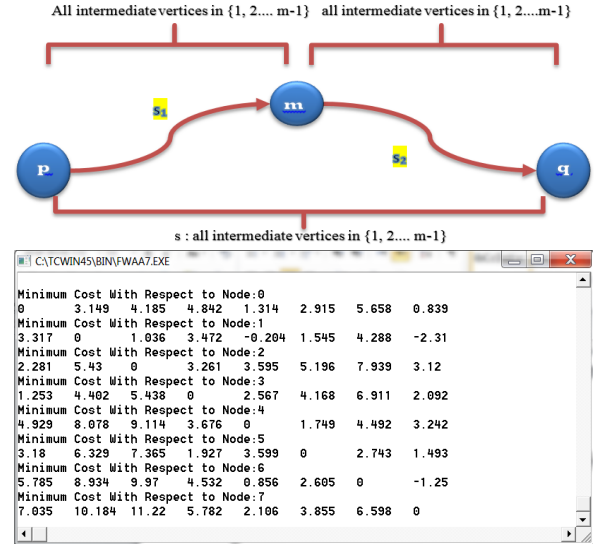 All intermediate vertices in {1, 2.... m-1} all intermediate vertices in {1, 2....m-1}
s₁
m
p
s₂
q
s : all intermediate vertices in {1, 2.... m-1}
C:\TCWIN45\BIN\FWAA7.EXE
Minimum Cost With Respect to Node:0
0 3.149 4.185 4.842 1.314 2.915 5.658 0.839
Minimum Cost With Respect to Node:1
3.317 0 1.036 3.472 -0.204 1.545 4.288 -2.31
Minimum Cost With Respect to Node:2
2.281 5.43 0 3.261 3.595 5.196 7.939 3.12
Minimum Cost With Respect to Node:3
1.253 4.402 5.438 0 2.567 4.168 6.911 2.092
Minimum Cost With Respect to Node:4
4.929 8.078 9.114 3.676 0 1.749 4.492 3.242
Minimum Cost With Respect to Node:5
3.18 6.329 7.365 1.927 3.599 0 2.743 1.493
Minimum Cost With Respect to Node:6
5.785 8.934 9.97 4.532 0.856 2.605 0 -1.25
Minimum Cost With Respect to Node:7
7.035 10.184 11.22 5.782 2.106 3.855 6.598 0